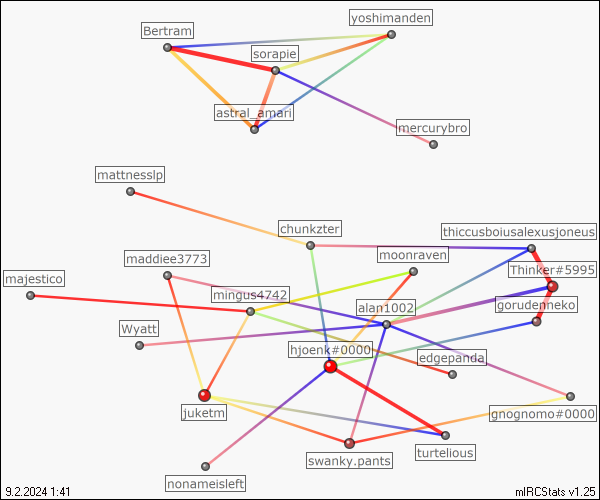 yoshimanden
Bertram
sorapie
astral_amari
mercurybro
mattnesslp
chunkzter
thiccusboiusalexusjoneus
maddiee3773
moonraven
Thinker#5995
majestico
mingus4742
alan1002
gorudenneko
Wyatt
hjoenk#0000
edgepanda
juketm
gnognomo#0000
swanky.pants
turtelious
nonameisleft
9.2.2024 1:41
mIRCStats v1.25